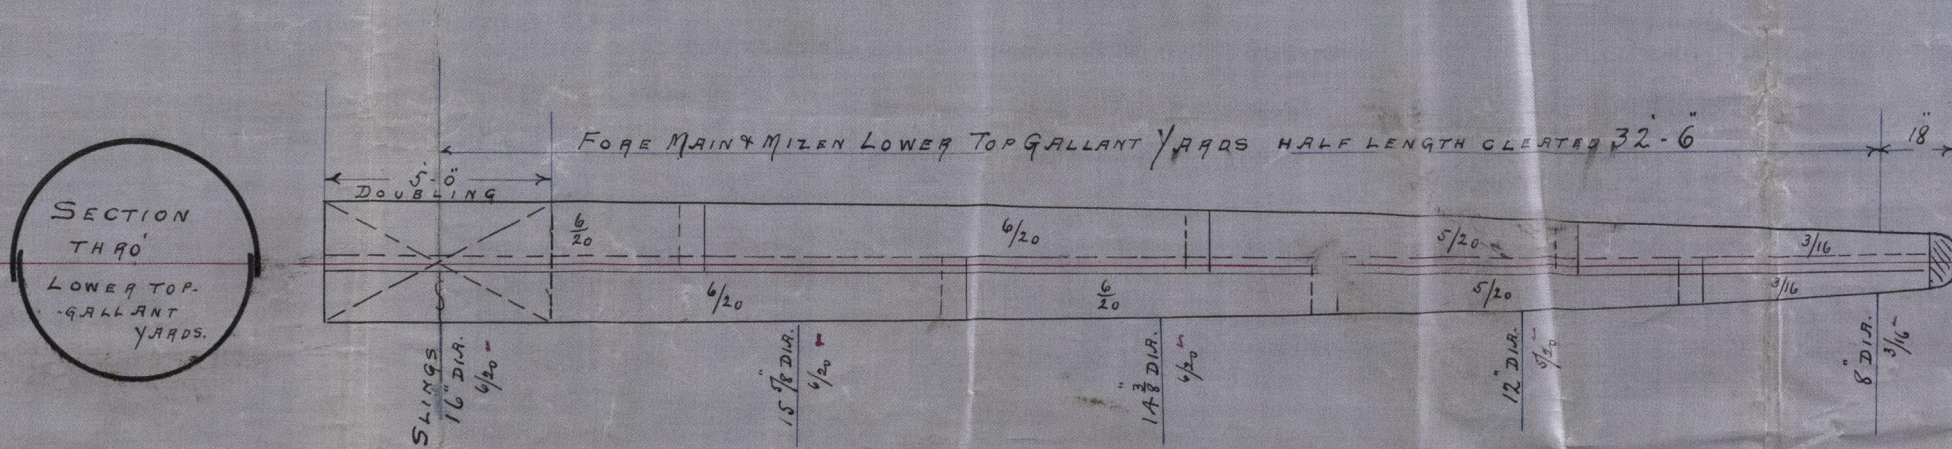 SECTION
THRO'
LOWER TOP-
-GALLANT
YARDS.
FORE MAIN & MIZEN LOWER TOP GALLANT YARDS HALF LENGTH CLEATED 32'-6"
18"
5'-0"
DOUBLING
6/20
6/20
5/20
3/16
6/20
6/20
5/20
3/16
SLINGS
16" DIA.
6/20
15 5/8" DIA.
6/20
14 3/8" DIA.
6/20
12" DIA.
5/20
8" DIA.
3/16